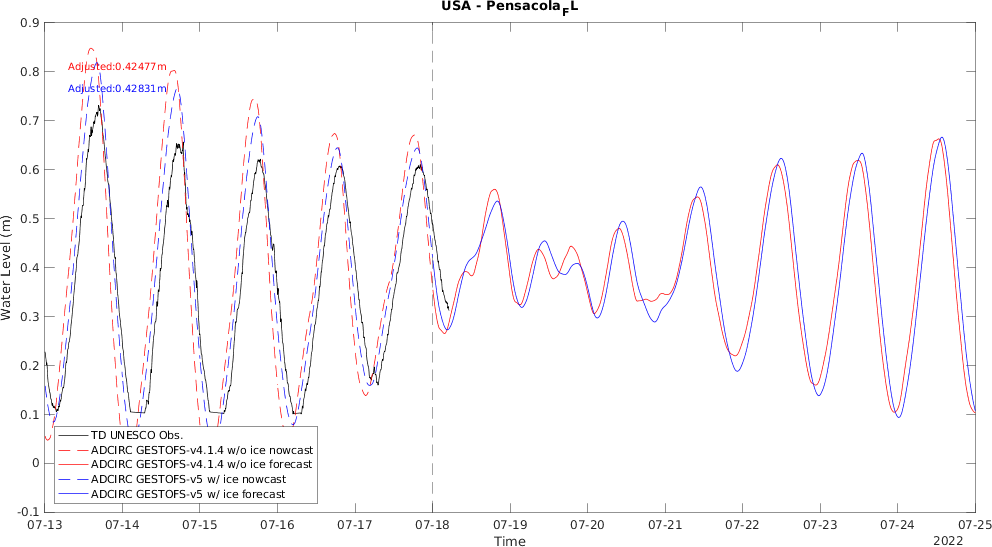 USA - Pensacola_FL
0.9
0.8
0.7
0.6
0.5
0.4
0.3
0.2
0.1
0
-0.1
Water Level (m)
Adjusted:0.42477m
Adjusted:0.42831m
TD UNESCO Obs.
ADCIRC GESTOFS-v4.1.4 w/o ice nowcast
ADCIRC GESTOFS-v4.1.4 w/o ice forecast
ADCIRC GESTOFS-v5 w/ ice nowcast
ADCIRC GESTOFS-v5 w/ ice forecast
07-13 07-14 07-15 07-16 07-17 07-18 07-19 07-20 07-21 07-22 07-23 07-24 07-25
Time
2022